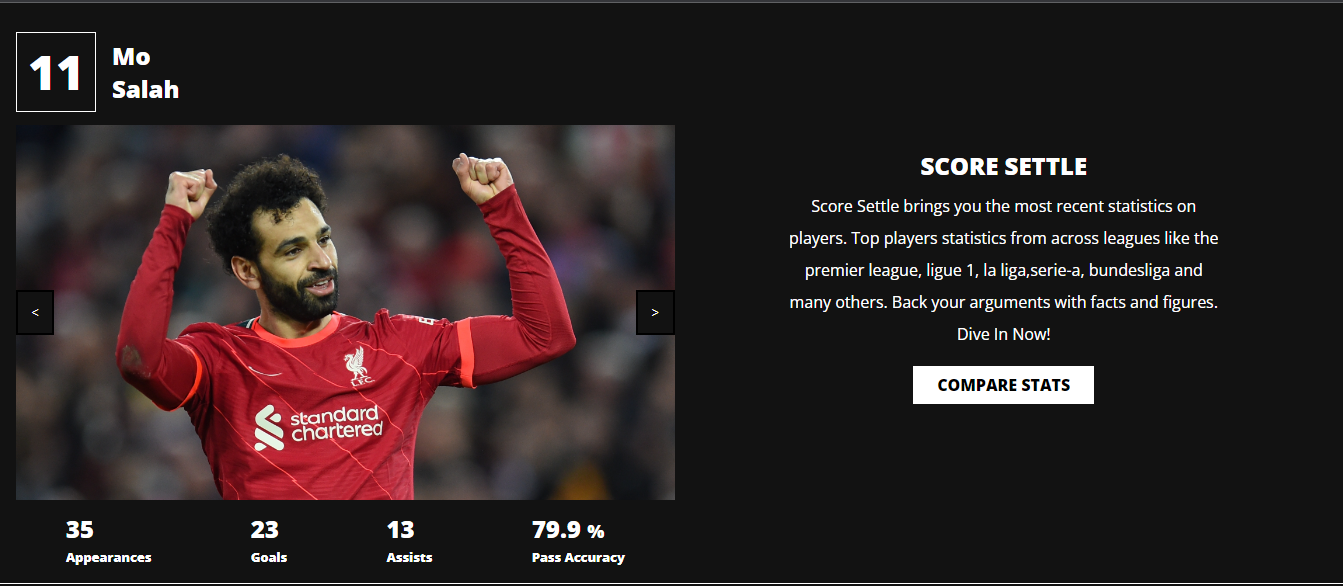 11
Mo
Salah
<
>
L.F.C.
standard
chartered
35
Appearances
23
Goals
13
Assists
79.9 %
Pass Accuracy
SCORE SETTLE
Score Settle brings you the most recent statistics on
players. Top players statistics from across leagues like the
premier league, ligue 1, la liga,serie-a, bundesliga and
many others. Back your arguments with facts and figures.
Dive In Now!
COMPARE STATS